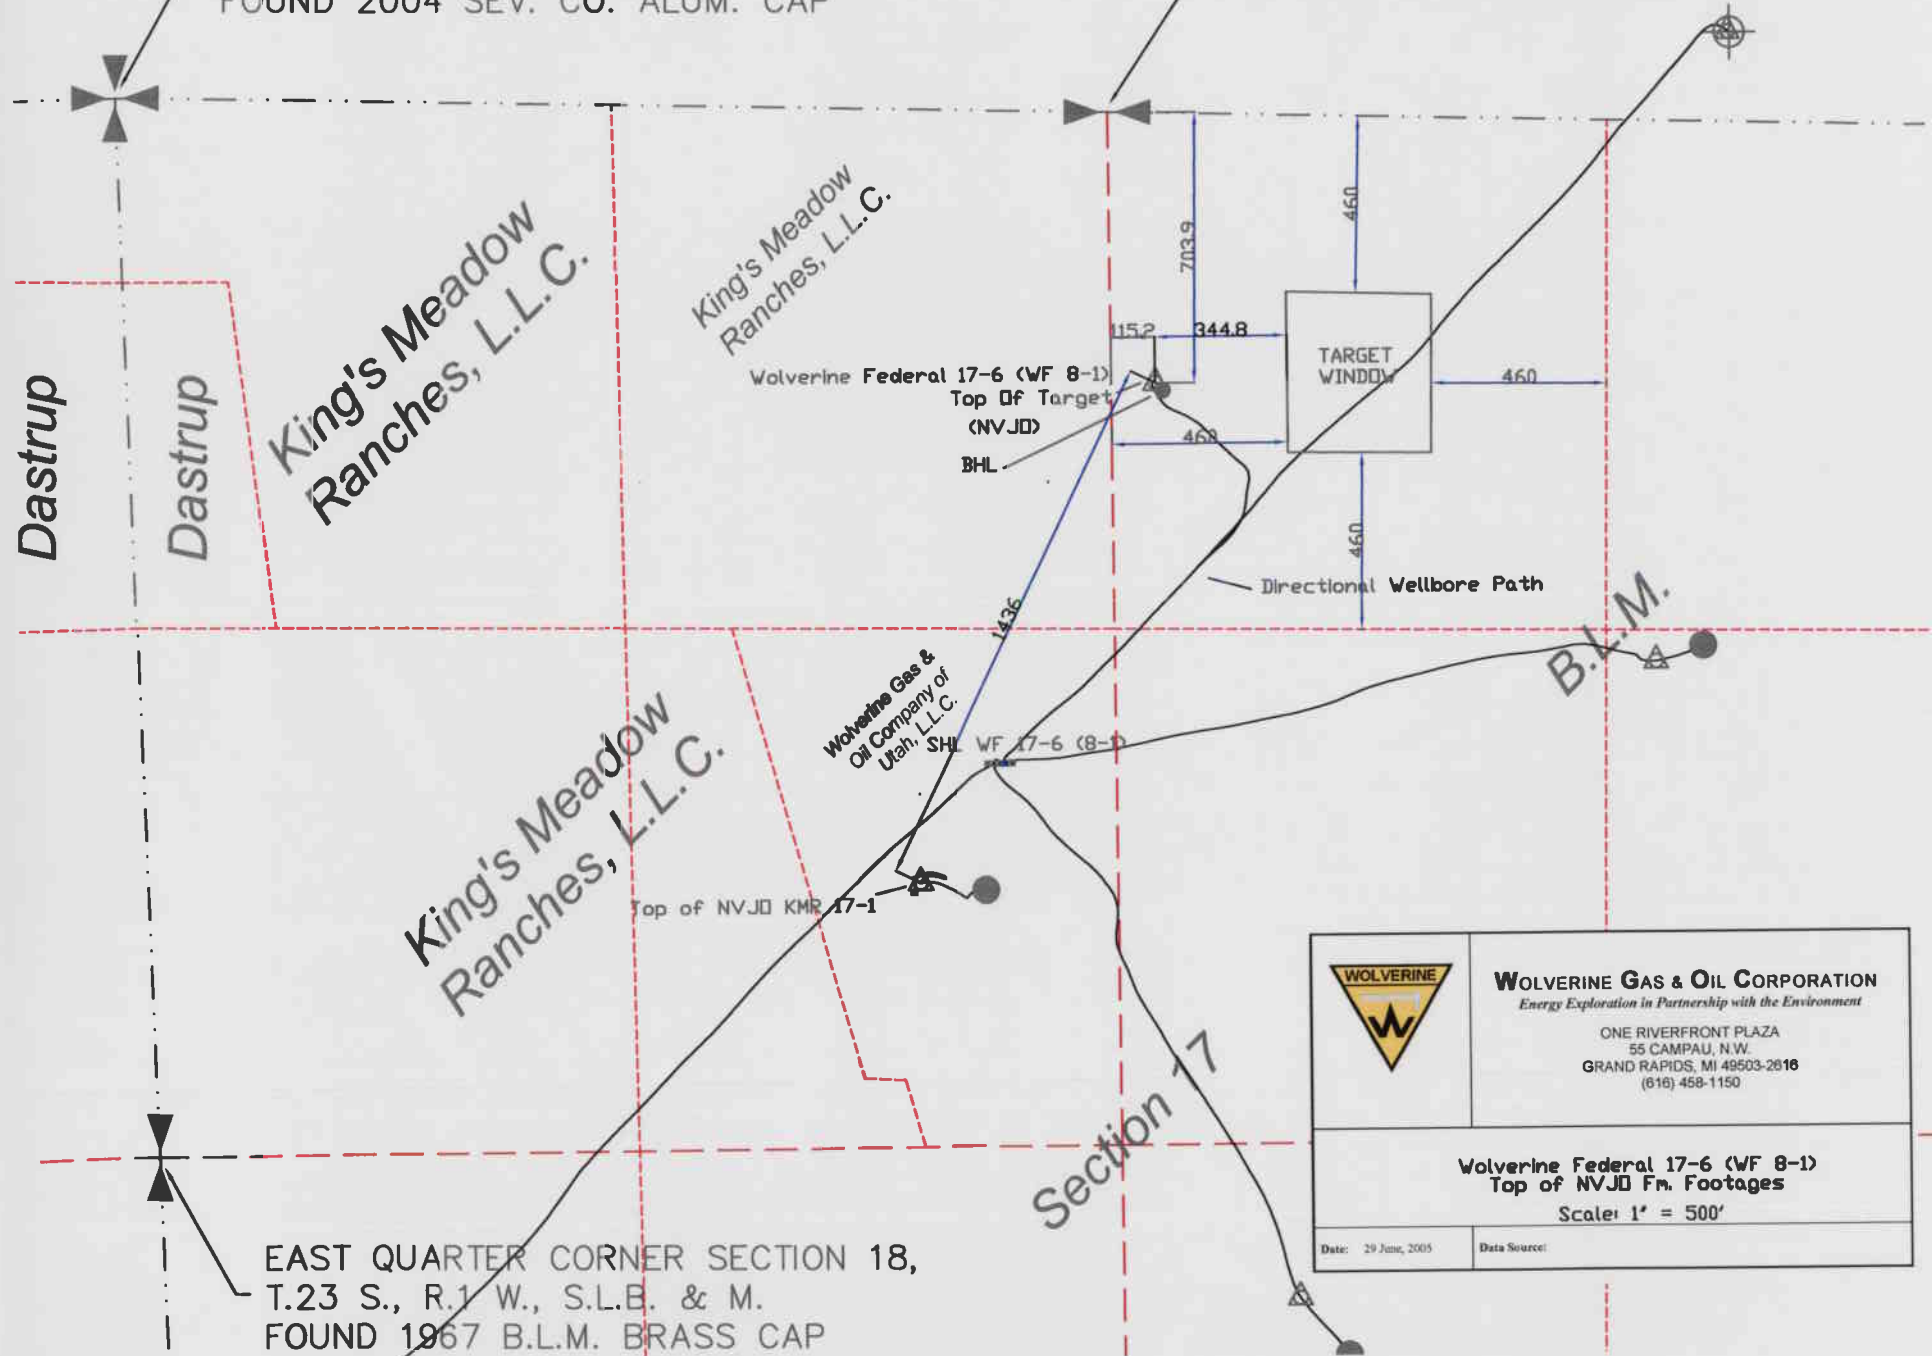 FOUND 2004 SEV. CO. ALUM. CAP
King's Meadow
Ranches, L.L.C.
King's Meadow
Ranches, L.L.C.
703.9
460
115.2
344.8
TARGET
WINDOW
460
Wolverine Federal 17-6 (WF 8-1)
Top Of Target
(NVJO)
BHL
460
460
Dastrup
Dastrup
Directional Wellbore Path
1436
B.L.M.
Wolverine Gas &
Oil Company of
Utah, L.L.C.
SHL WF 17-6 (8-1)
King's Meadow
Ranches, L.L.C.
Top of NVJO KMR 17-1
Section 17
WOLVERINE
W
WOLVERINE GAS & OIL CORPORATION
Energy Exploration in Partnership with the Environment
ONE RIVERFRONT PLAZA
55 CAMPAU, N.W.
GRAND RAPIDS, MI 49503-2616
(616) 458-1150
Wolverine Federal 17-6 (WF 8-1)
Top of NVJO Fm. Footages
Scale: 1" = 500'
Date: 29 June, 2005
Data Source:
EAST QUARTER CORNER SECTION 18,
T.23 S., R.1 W., S.L.B. & M.
FOUND 1967 B.L.M. BRASS CAP